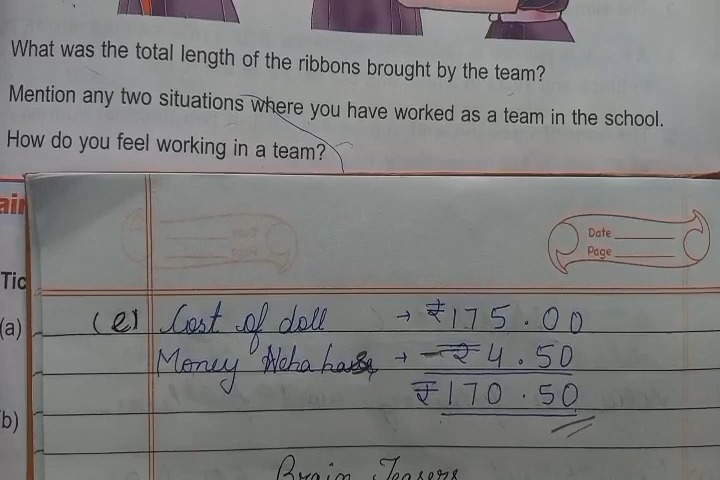 What was the total length of the ribbons brought by the team?
Mention any two situations where you have worked as a team in the school.
How do you feel working in a team?
Date
Page
Tic
(a)
(e) Cost of doll → ₹175.00
Money Neha has → - ₹4.50
₹170.50
b)
Brain Teasers